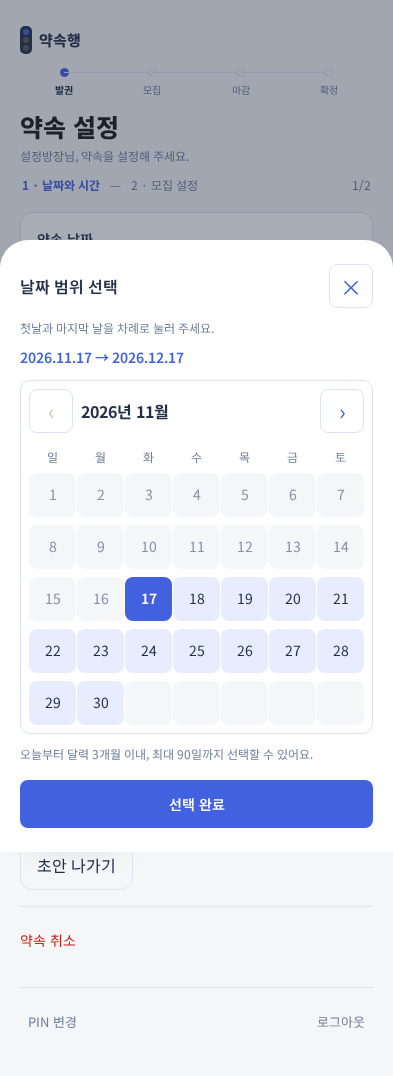 약속행
발권 모집 마감 확정
약속 설정
설정방장님, 약속을 설정해 주세요.
1 · 날짜와 시간 — 2 · 모집 설정 1/2
약속 날짜
날짜 범위 선택
첫날과 마지막 날을 차례로 눌러 주세요.
2026.11.17 → 2026.12.17
‹ 2026년 11월 ›
일 월 화 수 목 금 토
1 2 3 4 5 6 7
8 9 10 11 12 13 14
15 16 17 18 19 20 21
22 23 24 25 26 27 28
29 30
오늘부터 달력 3개월 이내, 최대 90일까지 선택할 수 있어요.
선택 완료
초안 나가기
약속 취소
PIN 변경 로그아웃